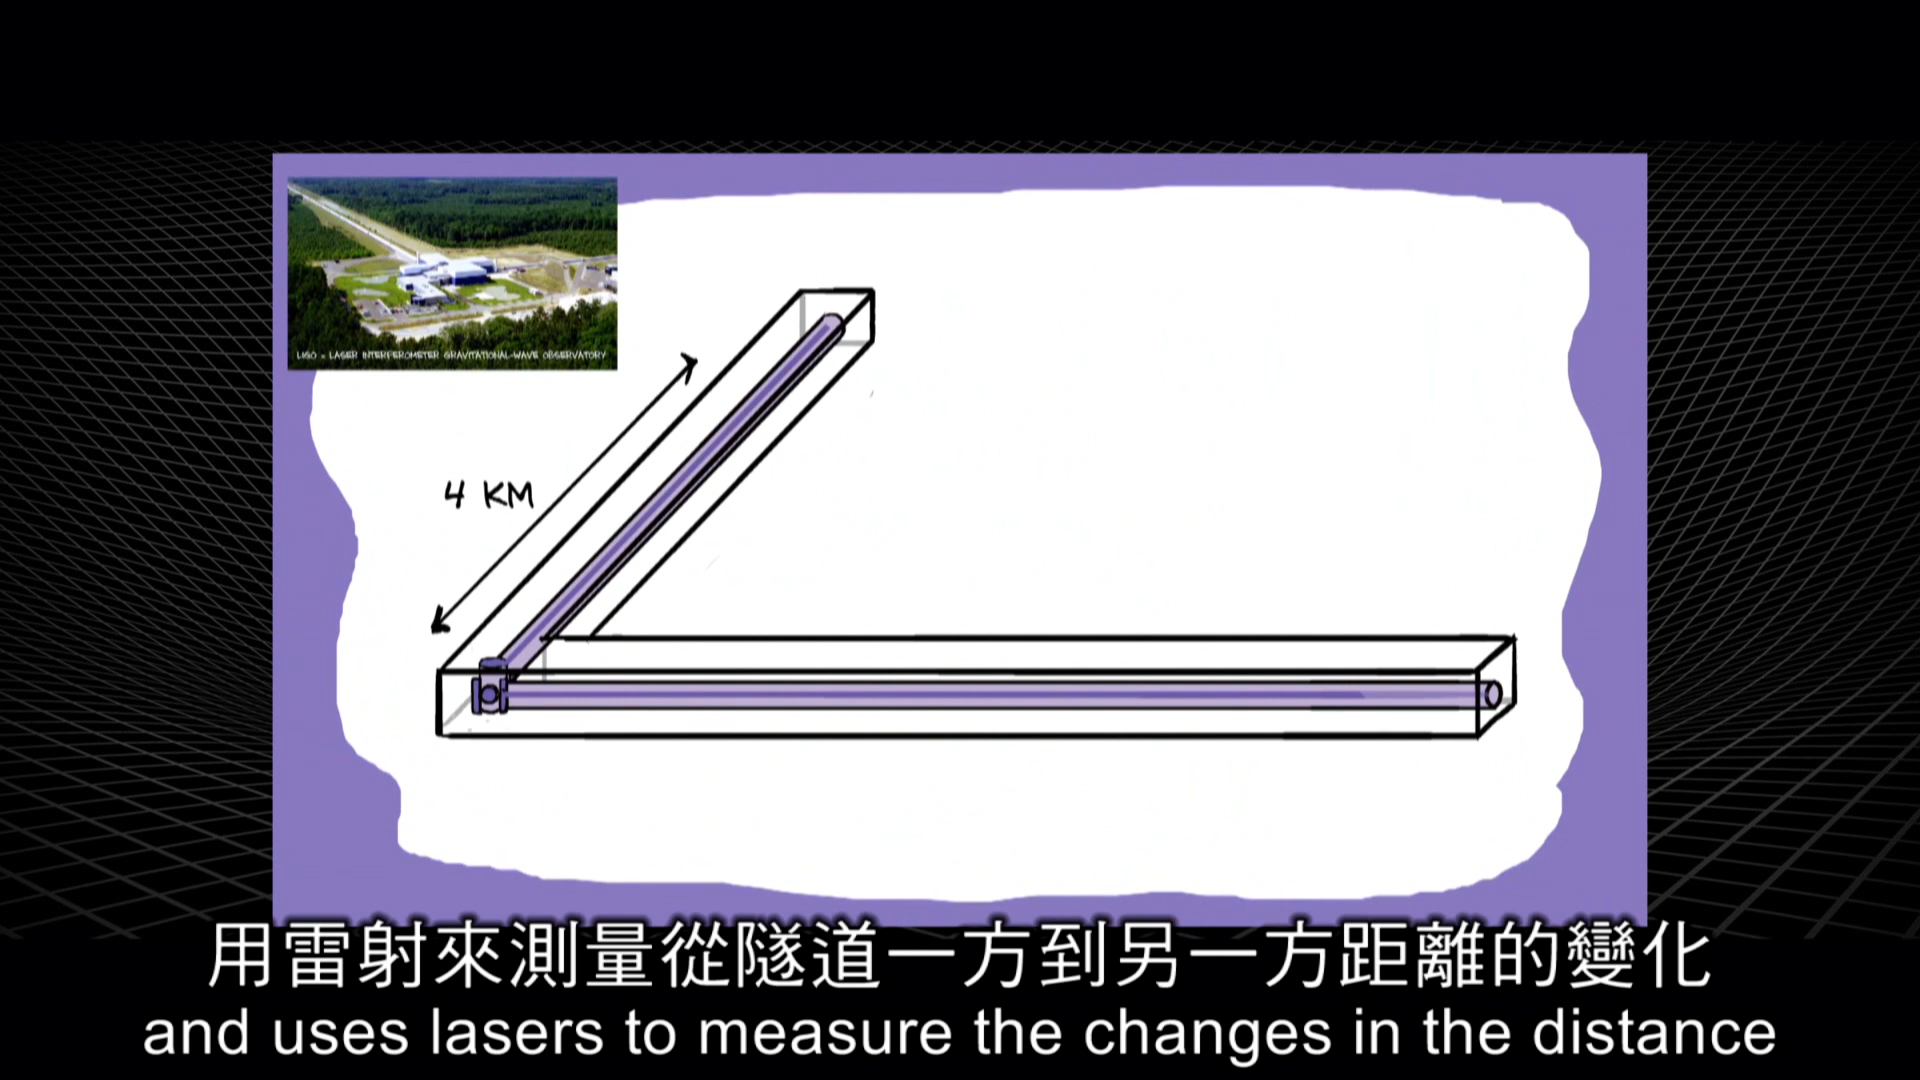 LIGO = LASER INTERFEROMETER GRAVITATIONAL-WAVE OBSERVATORY
4 KM
用雷射來測量從隧道一方到另一方距離的變化
and uses lasers to measure the changes in the distance